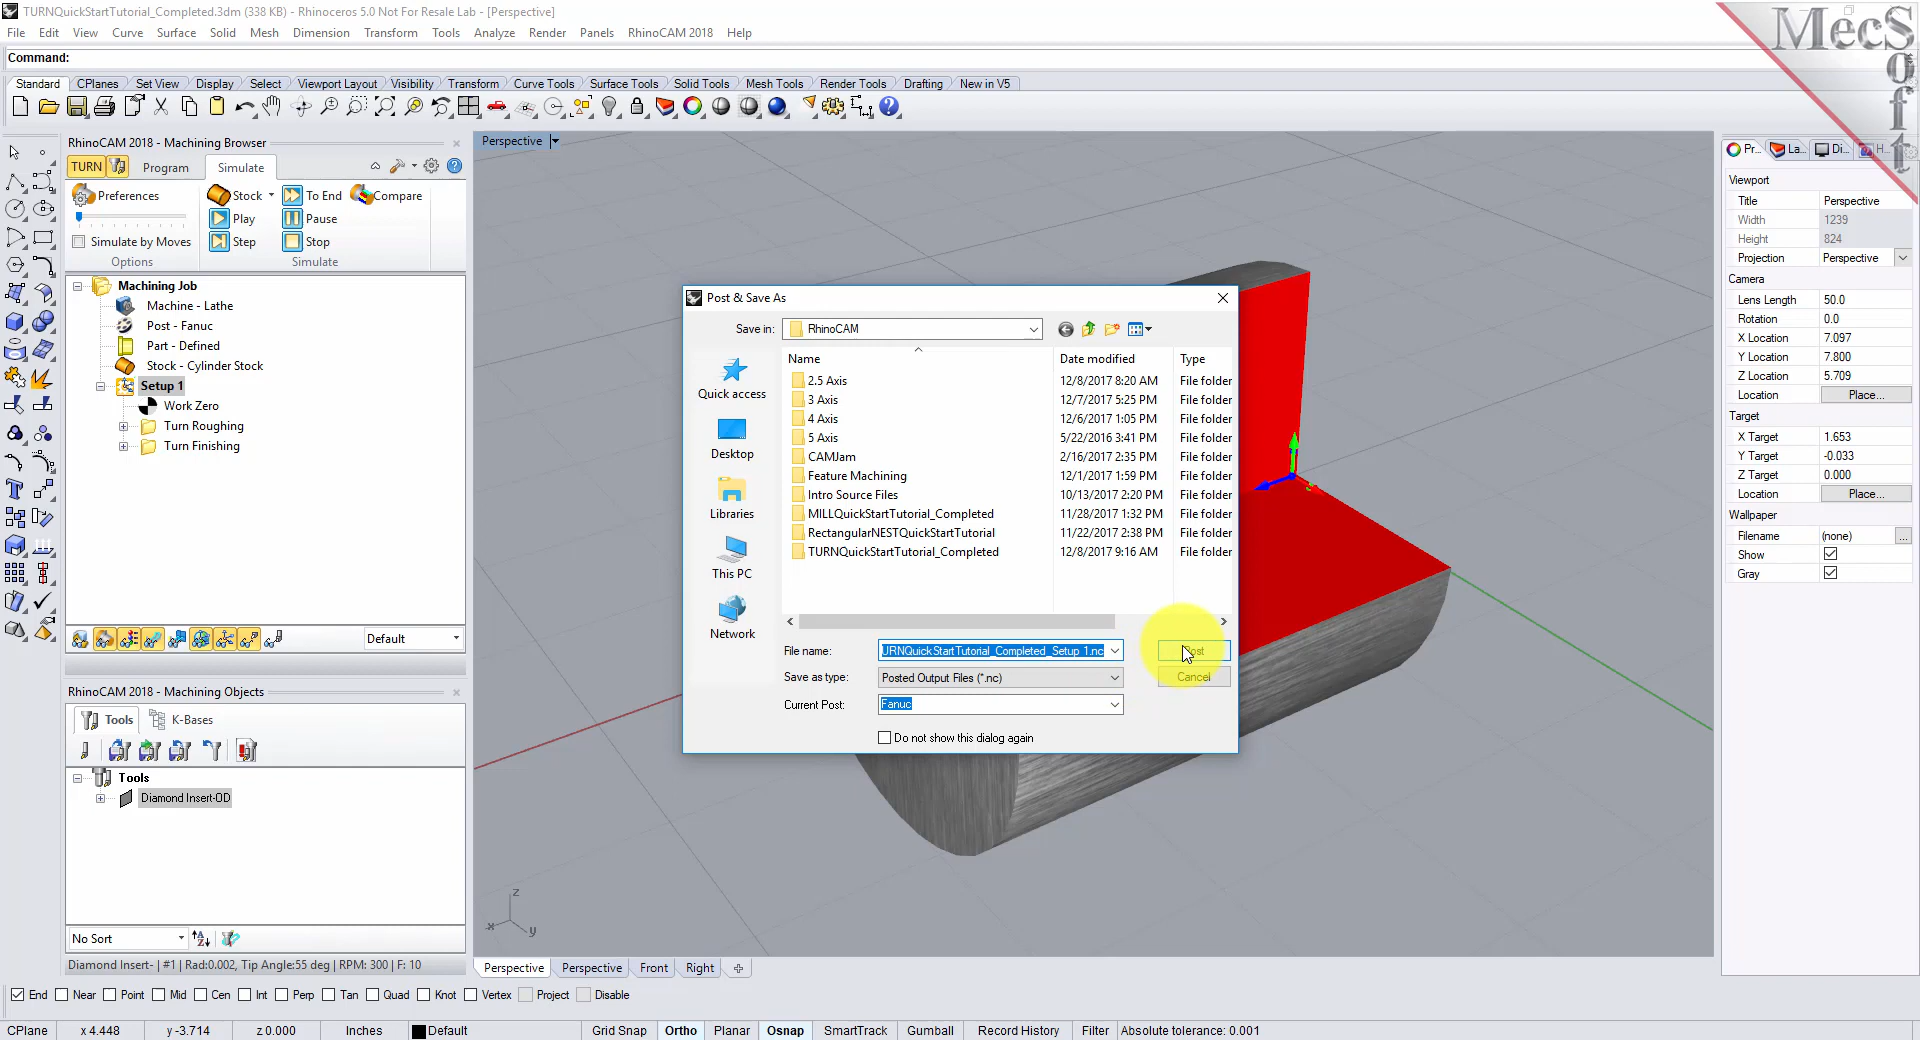 TURNQuickStartTutorial_Completed.3dm (338 KB) - Rhinoceros 5.0 Not For Resale Lab - [Perspective]
MecSoft
File Edit View Curve Surface Solid Mesh Dimension Transform Tools Analyze Render Panels RhinoCAM 2018 Help
Command:
Standard CPlanes Set View Display Select Viewport Layout Visibility Transform Curve Tools Surface Tools Solid Tools Mesh Tools Render Tools Drafting New in V5
RhinoCAM 2018 - Machining Browser
TURN Program Simulate
Preferences Stock To End Compare
Play Pause
Simulate by Moves Step Stop
Options Simulate
Machining Job
Machine - Lathe
Post - Fanuc
Part - Defined
Stock - Cylinder Stock
Setup 1
Work Zero
Turn Roughing
Turn Finishing
Default
RhinoCAM 2018 - Machining Objects
Tools K-Bases
Tools
Diamond Insert-OD
No Sort
Diamond Insert- | #1 | Rad:0.002, Tip Angle:55 deg | RPM: 300 | F: 10
Perspective
Post & Save As
Save in: RhinoCAM
Name Date modified Type
2.5 Axis 12/8/2017 8:20 AM File folder
3 Axis 12/7/2017 5:25 PM File folder
4 Axis 12/6/2017 1:05 PM File folder
5 Axis 5/22/2016 3:41 PM File folder
CAMJam 2/16/2017 2:35 PM File folder
Feature Machining 12/1/2017 1:59 PM File folder
Intro Source Files 10/13/2017 2:20 PM File folder
MILLQuickStartTutorial_Completed 11/28/2017 1:32 PM File folder
RectangularNESTQuickStartTutorial 11/22/2017 2:38 PM File folder
TURNQuickStartTutorial_Completed 12/8/2017 9:16 AM File folder
Quick access
Desktop
Libraries
This PC
Network
File name: URNQuickStartTutorial_Completed_Setup 1.nc
Save as type: Posted Output Files (*.nc) Cancel
Current Post: Fanuc
Do not show this dialog again
z
x
y
Perspective Perspective Front Right
Pr... La... Di... H...
Viewport
Title Perspective
Width 1239
Height 824
Projection Perspective
Camera
Lens Length 50.0
Rotation 0.0
X Location 7.097
Y Location 7.800
Z Location 5.709
Location Place...
Target
X Target 1.653
Y Target -0.033
Z Target 0.000
Location Place...
Wallpaper
Filename (none) ...
Show
Gray
End Near Point Mid Cen Int Perp Tan Quad Knot Vertex Project Disable
CPlane x 4.448 y -3.714 z 0.000 Inches Default Grid Snap Ortho Planar Osnap SmartTrack Gumball Record History Filter Absolute tolerance: 0.001